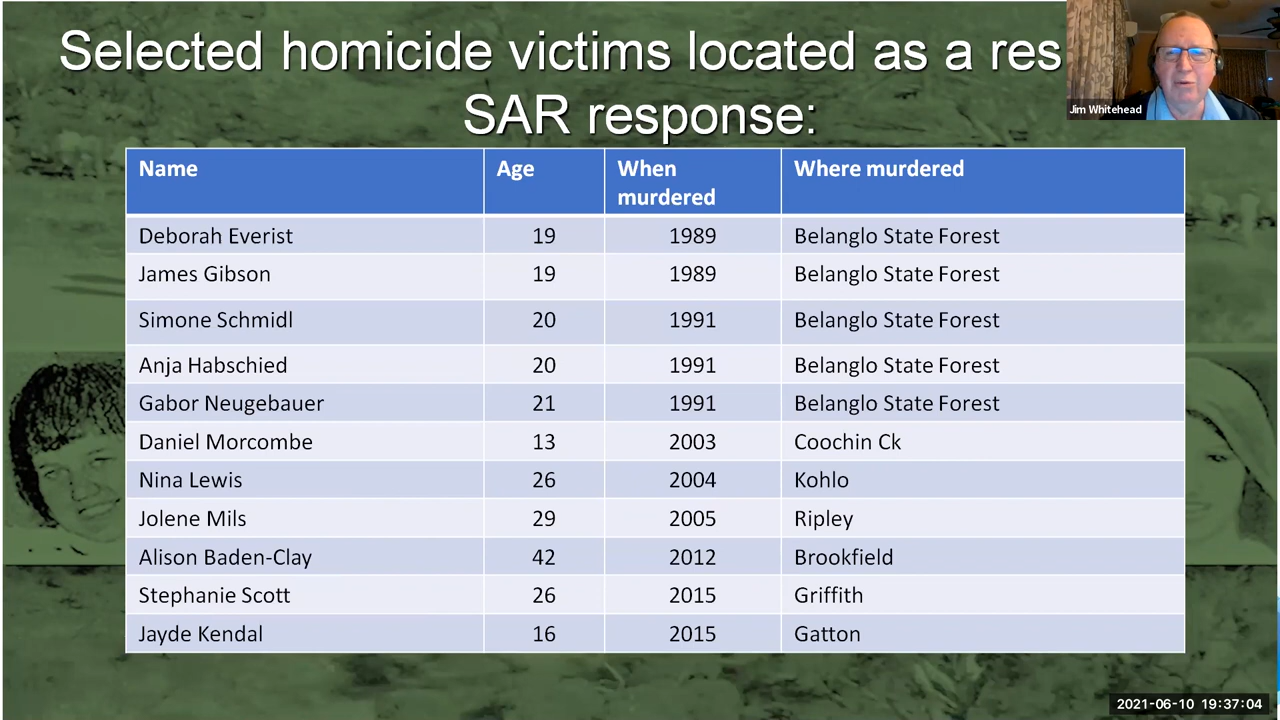 Selected homicide victims located as a res
SAR response:
Jim Whitehead
Name Age When murdered Where murdered
Deborah Everist 19 1989 Belanglo State Forest
James Gibson 19 1989 Belanglo State Forest
Simone Schmidl 20 1991 Belanglo State Forest
Anja Habschied 20 1991 Belanglo State Forest
Gabor Neugebauer 21 1991 Belanglo State Forest
Daniel Morcombe 13 2003 Coochin Ck
Nina Lewis 26 2004 Kohlo
Jolene Mils 29 2005 Ripley
Alison Baden-Clay 42 2012 Brookfield
Stephanie Scott 26 2015 Griffith
Jayde Kendal 16 2015 Gatton
2021-06-10 19:37:04